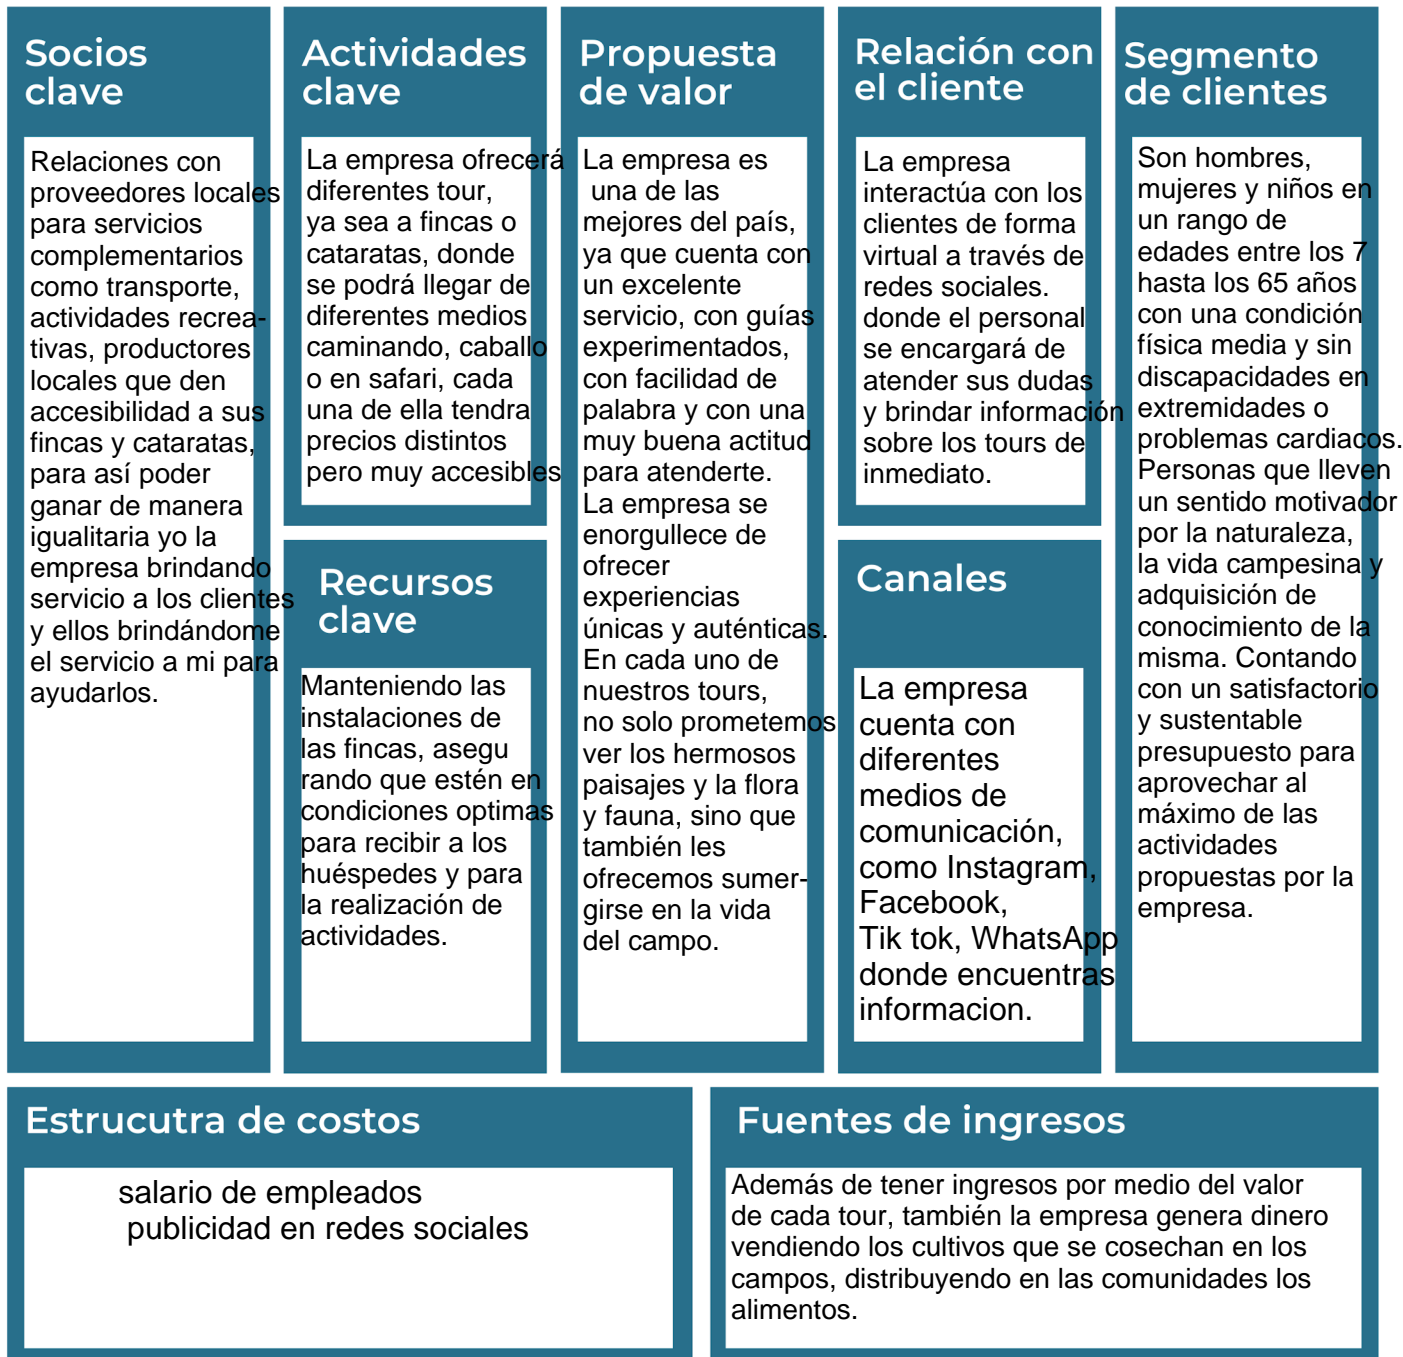 Socios
clave
Relaciones con
proveedores locales
para servicios
complementarios
como transporte,
actividades recrea-
tivas, productores
locales que den
accesibilidad a sus
fincas y cataratas,
para así poder
ganar de manera
igualitaria yo la
empresa brindando
servicio a los clientes
y ellos brindándome
el servicio a mi para
ayudarlos.
Actividades
clave
La empresa ofrecerá
diferentes tour,
ya sea a fincas o
cataratas, donde
se podrá llegar de
diferentes medios
caminando, caballo
o en safari, cada
una de ella tendra
precios distintos
pero muy accesibles
Recursos
clave
Manteniendo las
instalaciones de
las fincas, asegu
rando que estén en
condiciones optimas
para recibir a los
huéspedes y para
la realización de
actividades.
Propuesta
de valor
La empresa es
una de las
mejores del país,
ya que cuenta con
un excelente
servicio, con guías
experimentados,
con facilidad de
palabra y con una
muy buena actitud
para atenderte.
La empresa se
enorgullece de
ofrecer
experiencias
únicas y auténticas.
En cada uno de
nuestros tours,
no solo prometemos
ver los hermosos
paisajes y la flora
y fauna, sino que
también les
ofrecemos sumer-
girse en la vida
del campo.
Relación con
el cliente
La empresa
interactúa con los
clientes de forma
virtual a través de
redes sociales.
donde el personal
se encargará de
atender sus dudas
y brindar información
sobre los tours de
inmediato.
Canales
La empresa
cuenta con
diferentes
medios de
comunicación,
como Instagram,
Facebook,
Tik tok, WhatsApp
donde encuentras
informacion.
Segmento
de clientes
Son hombres,
mujeres y niños en
un rango de
edades entre los 7
hasta los 65 años
con una condición
física media y sin
discapacidades en
extremidades o
problemas cardiacos.
Personas que lleven
un sentido motivador
por la naturaleza,
la vida campesina y
adquisición de
conocimiento de la
misma. Contando
con un satisfactorio
y sustentable
presupuesto para
aprovechar al
máximo de las
actividades
propuestas por la
empresa.
Estrucutra de costos
salario de empleados
publicidad en redes sociales
Fuentes de ingresos
Además de tener ingresos por medio del valor
de cada tour, también la empresa genera dinero
vendiendo los cultivos que se cosechan en los
campos, distribuyendo en las comunidades los
alimentos.